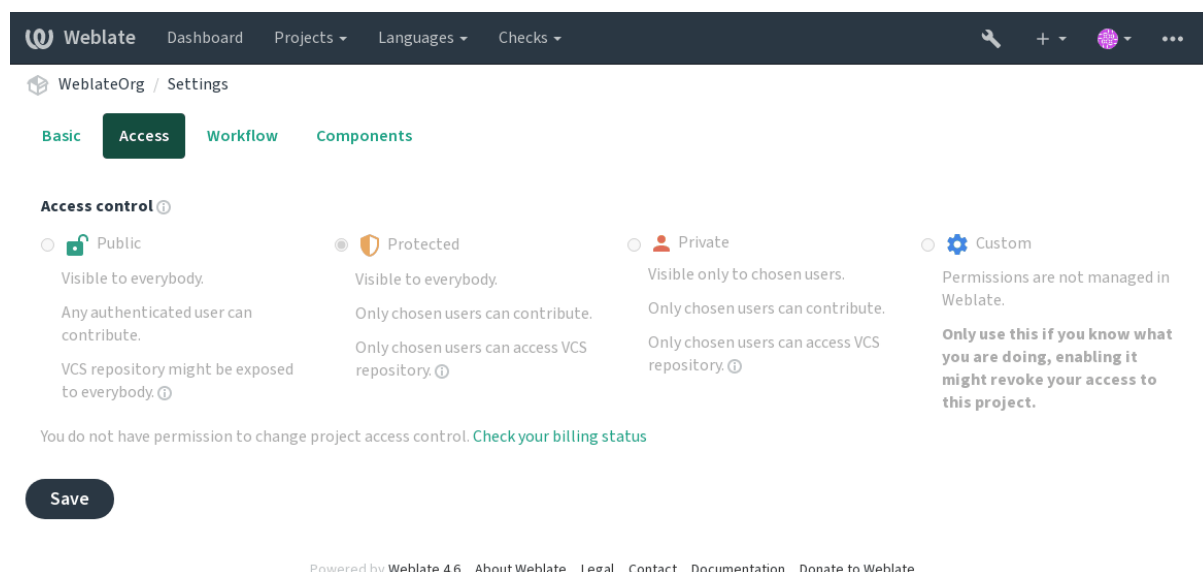 Weblate Dashboard Projects Languages Checks
WeblateOrg / Settings
Basic Access Workflow Components
Access control
Public
Visible to everybody.
Any authenticated user can
contribute.
VCS repository might be exposed
to everybody.
Protected
Visible to everybody.
Only chosen users can contribute.
Only chosen users can access VCS
repository.
Private
Visible only to chosen users.
Only chosen users can contribute.
Only chosen users can access VCS
repository.
Custom
Permissions are not managed in
Weblate.
Only use this if you know what
you are doing, enabling it
might revoke your access to
this project.
You do not have permission to change project access control. Check your billing status
Save
Powered by Weblate 4.6 About Weblate Legal Contact Documentation Donate to Weblate